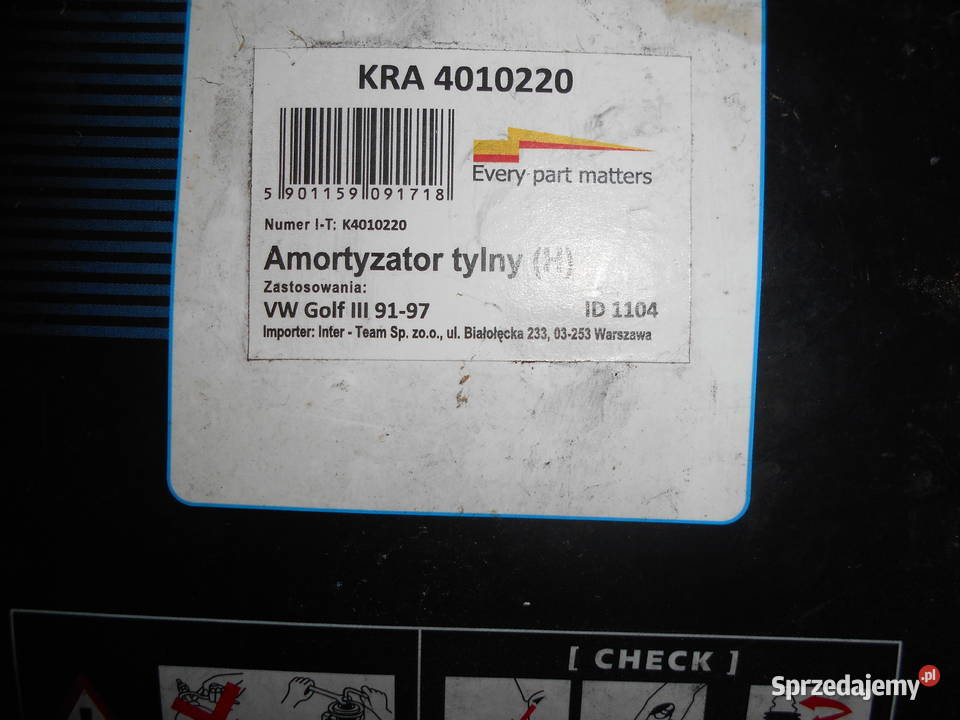 KRA 4010220
5 901159 091718
Every part matters
Numer I-T: K4010220
Amortyzator tylny (H)
Zastosowania:
VW Golf III 91-97 ID 1104
Importer: Inter - Team Sp. zo.o., ul. Białołęcka 233, 03-253 Warszawa
[ CHECK ]
Sprzedajemy.pl